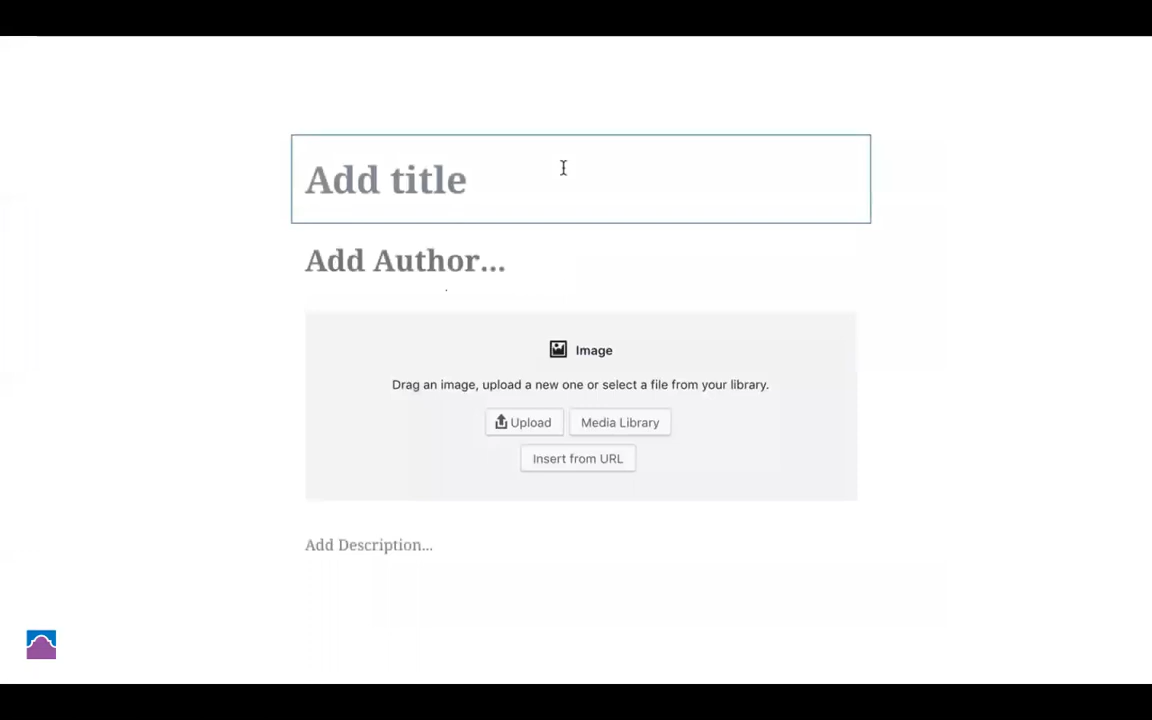 Add title
Add Author...
Image
Drag an image, upload a new one or select a file from your library.
Upload
Media Library
Insert from URL
Add Description...